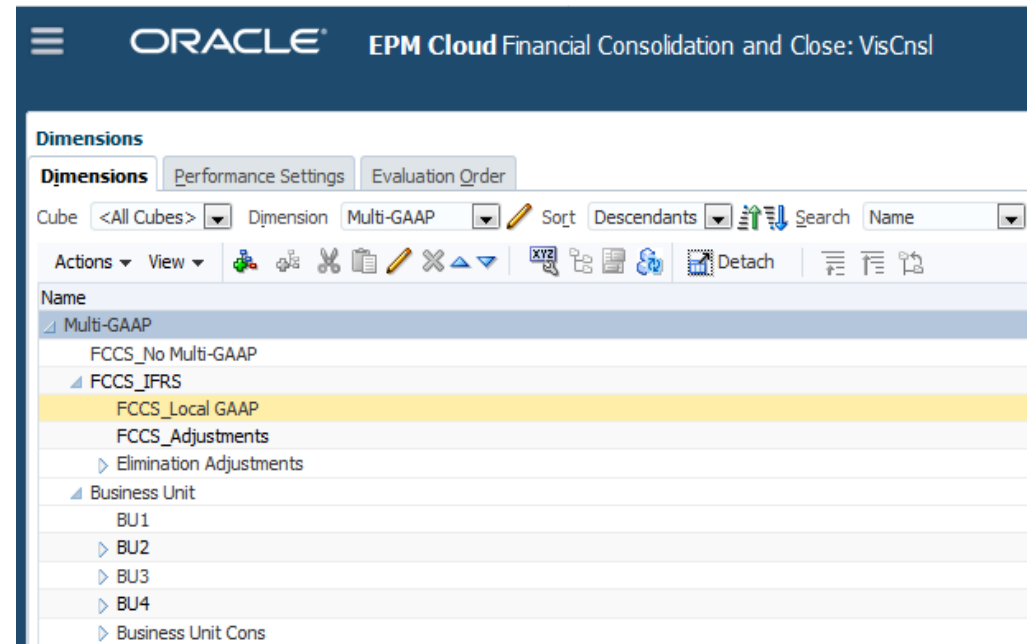 ORACLE® EPM Cloud Financial Consolidation and Close: VisCnsl
Dimensions
Dimensions Performance Settings Evaluation Order
Cube <All Cubes> Dimension Multi-GAAP Sort Descendants Search Name
Actions View XYZ Detach
Name
Multi-GAAP
FCCS_No Multi-GAAP
FCCS_IFRS
FCCS_Local GAAP
FCCS_Adjustments
Elimination Adjustments
Business Unit
BU1
BU2
BU3
BU4
Business Unit Cons